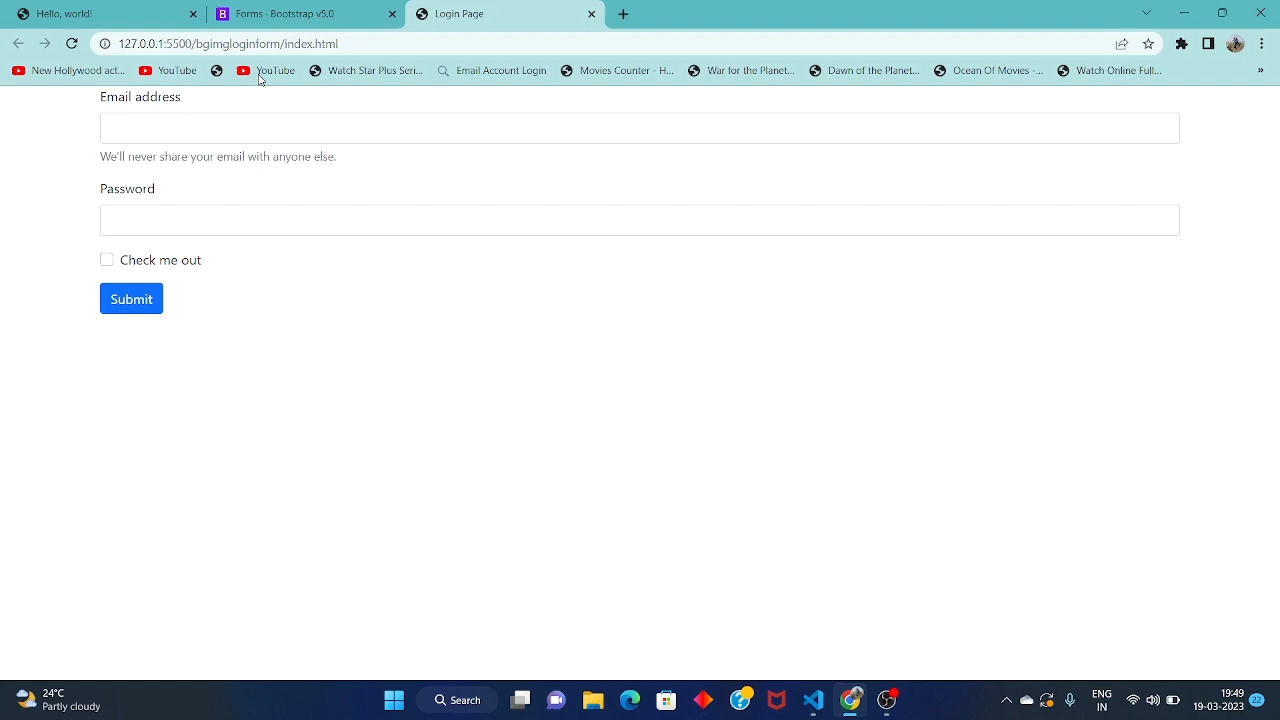 Hello, world!
Forms · Bootstrap v5.0
Login Page
127.0.0.1:5500/bgimgloginform/index.html
New Hollywood act...
YouTube
YouTube
Watch Star Plus Seri...
Email Account Login
Movies Counter - H...
War for the Planet...
Dawn of the Planet...
Ocean Of Movies -...
Watch Online Full...
»
Email address
We'll never share your email with anyone else.
Password
Check me out
Submit
24°C
Partly cloudy
Search
ENG
IN
19:49
19-03-2023
22